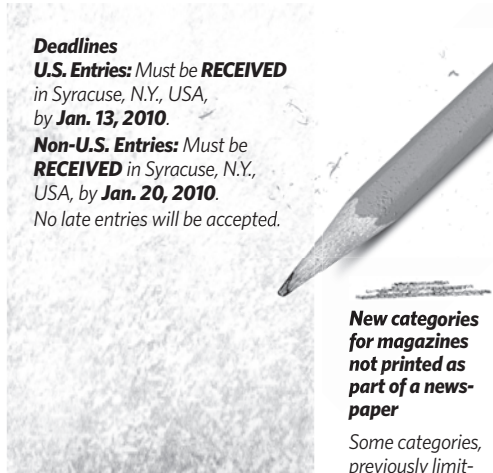 Deadlines
U.S. Entries: Must be RECEIVED
in Syracuse, N.Y., USA,
by Jan. 13, 2010.
Non-U.S. Entries: Must be
RECEIVED in Syracuse, N.Y.,
USA, by Jan. 20, 2010.
No late entries will be accepted.
New categories
for magazines
not printed as
part of a news-
paper
Some categories,
previously limit-